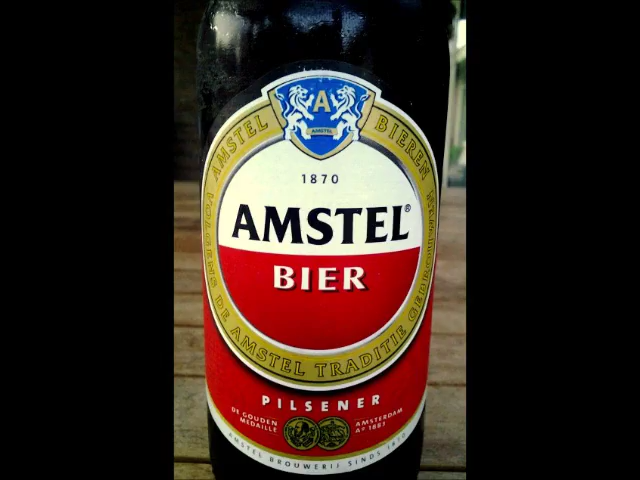 A
AMSTEL
AMSTEL BIEREN
1870
AMSTEL®
BIER
VOLGENS DE AMSTEL TRADITIE GEBROUWEN
PILSENER
DE GOUDEN
MEDAILLE
AMSTERDAM
Aº 1883
AMSTEL BROUWERIJ SINDS 1870